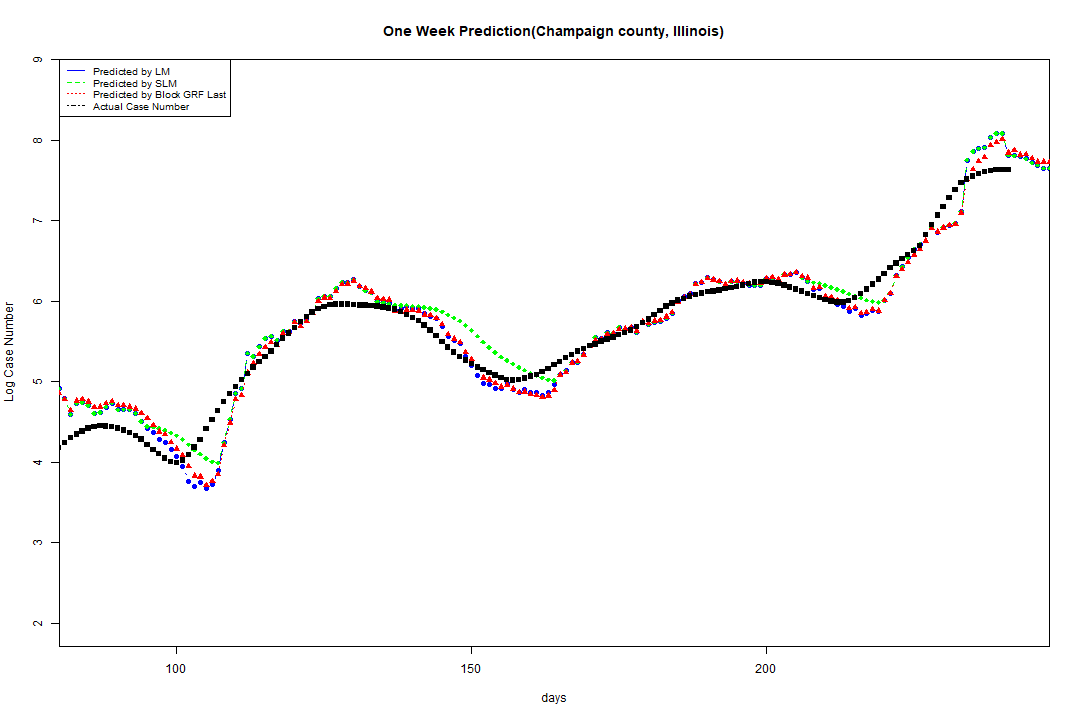 One Week Prediction(Champaign county, Illinois)
Predicted by LM
Predicted by SLM
Predicted by Block GRF Last
Actual Case Number
Log Case Number
9
8
7
6
5
4
3
2
100 150 200
days